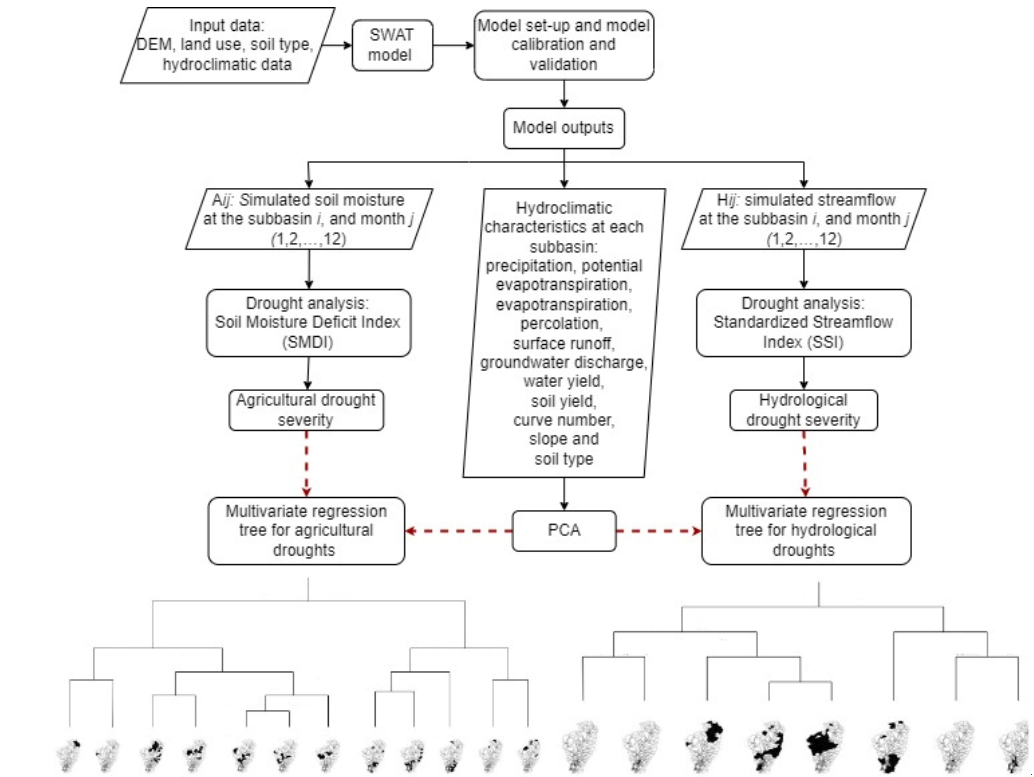 Input data:
DEM, land use, soil type,
hydroclimatic data
SWAT
model
Model set-up and model
calibration and
validation
Model outputs
Aij: Simulated soil moisture
at the subbasin i, and month j
(1,2,...,12)
Hydroclimatic
characteristics at each
subbasin:
precipitation, potential
evapotranspiration,
evapotranspiration,
percolation,
surface runoff,
groundwater discharge,
water yield,
soil yield,
curve number,
slope and
soil type
Hij: simulated streamflow
at the subbasin i, and month j
(1,2,...,12)
Drought analysis:
Soil Moisture Deficit Index
(SMDI)
Drought analysis:
Standardized Streamflow
Index (SSI)
Agricultural drought
severity
Hydrological
drought severity
Multivariate regression
tree for agricultural
droughts
PCA
Multivariate regression
tree for hydrological
droughts